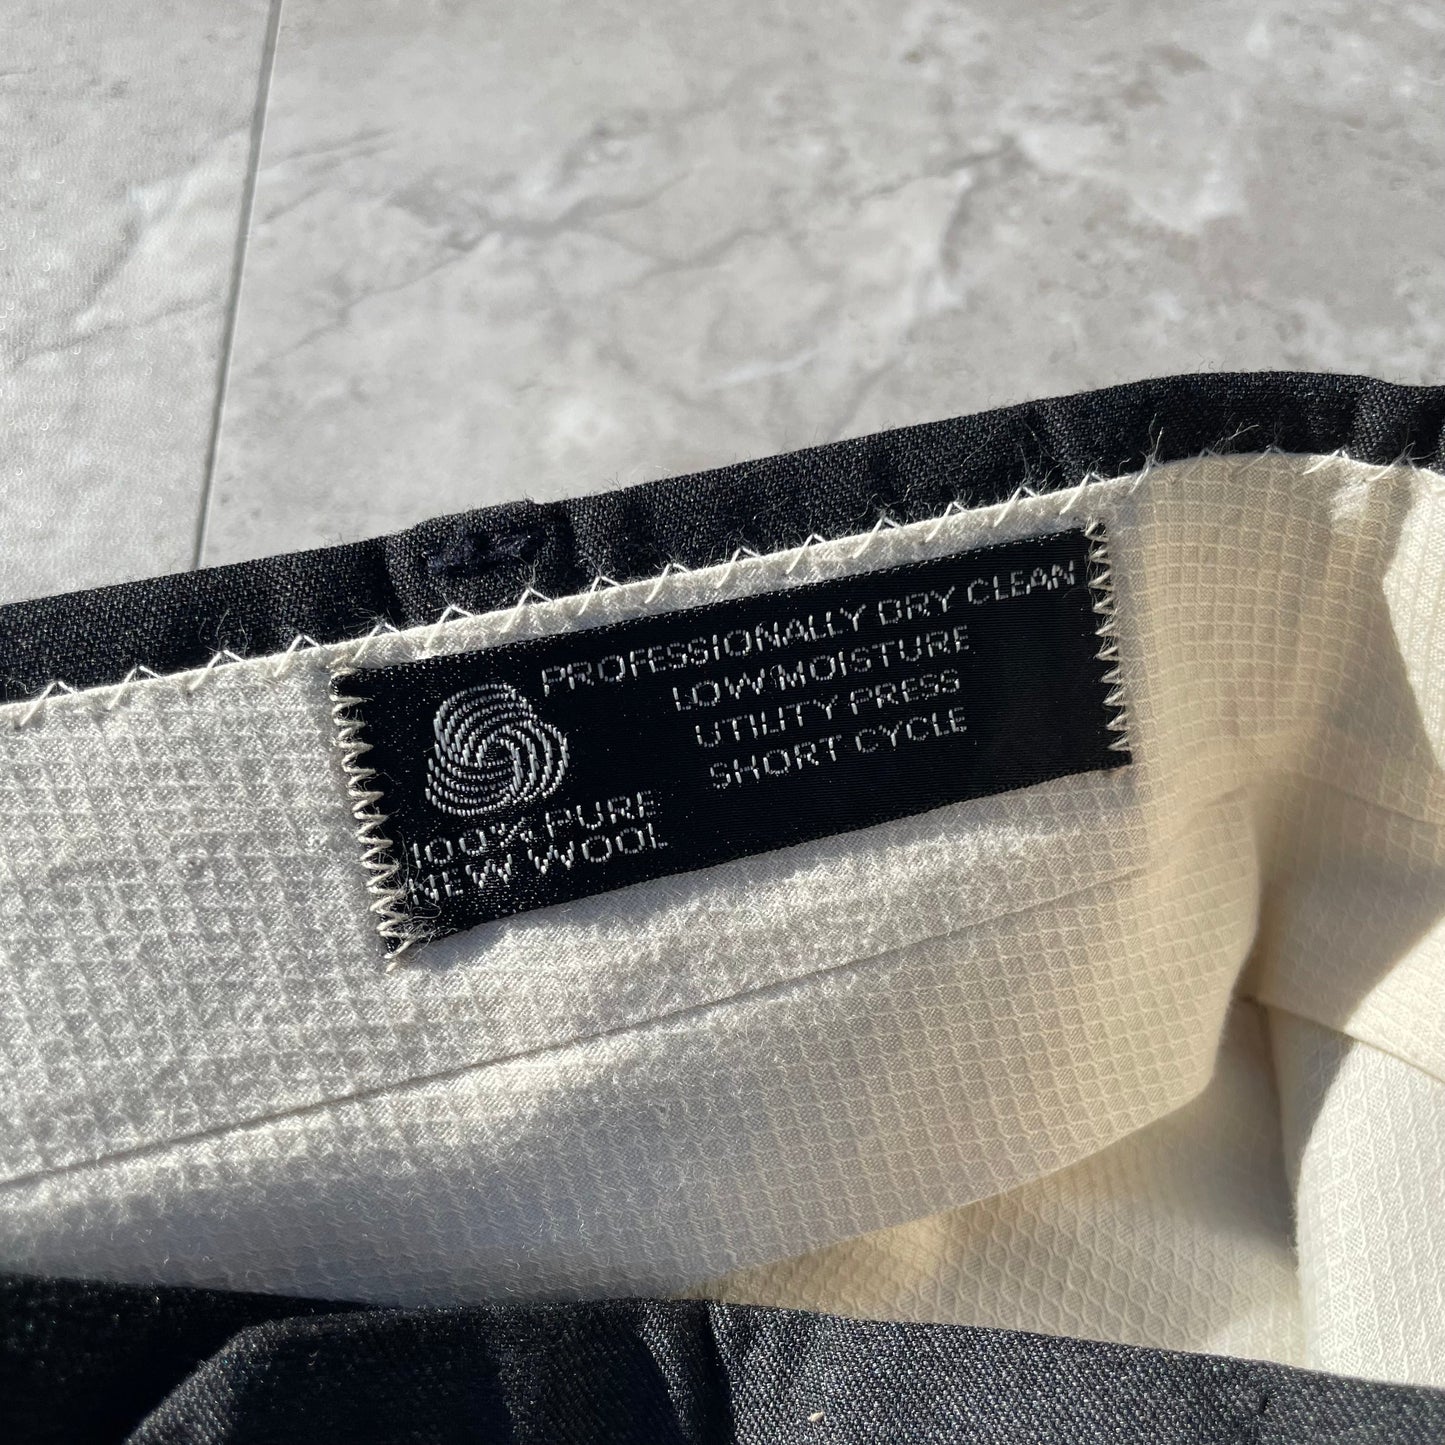 PROFESSIONALLY DRY CLEAN
LOW MOISTURE
UTILITY PRESS
SHORT CYCLE
100% PURE
NEW WOOL